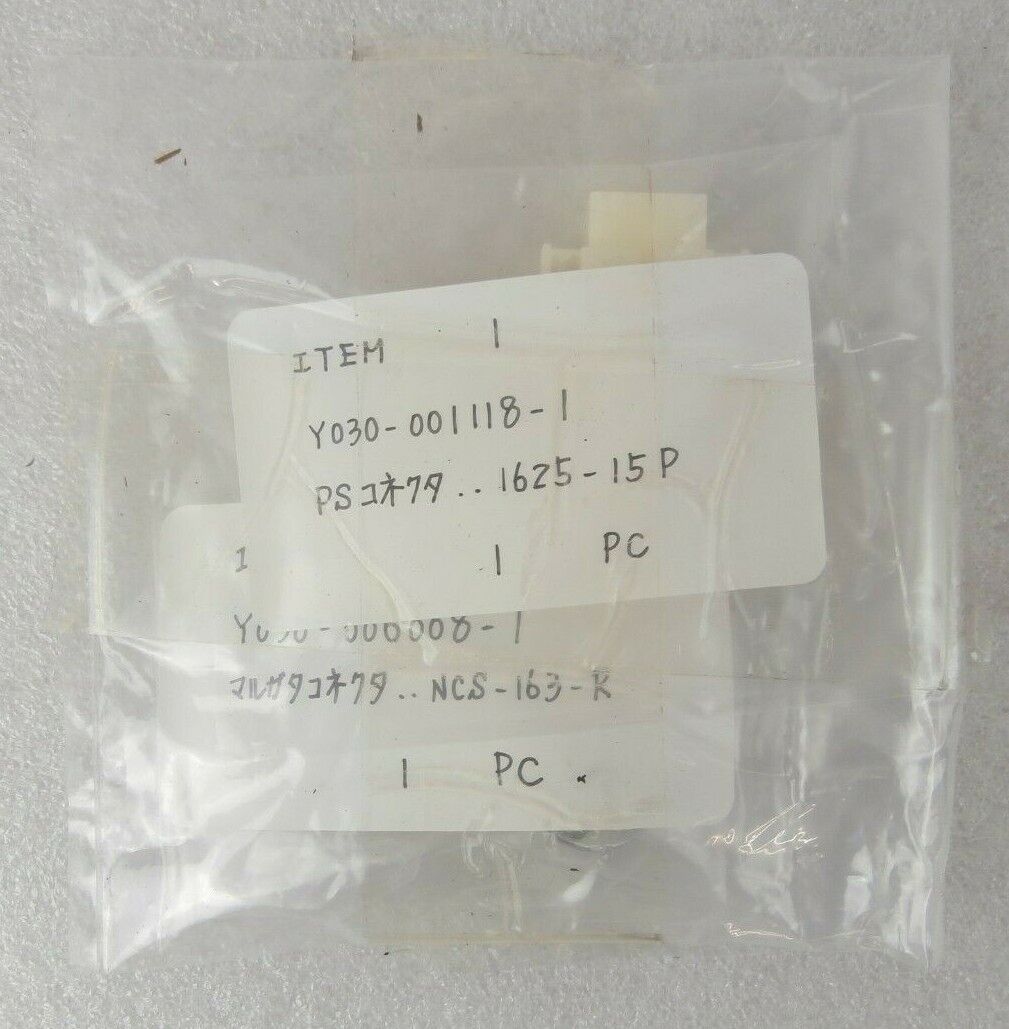 ITEM 1
Y030-001118-1
PSコネクタ..1625-15P
1 PC
I
-1
マルガタコネクタ..NCS-163-R
1 PC